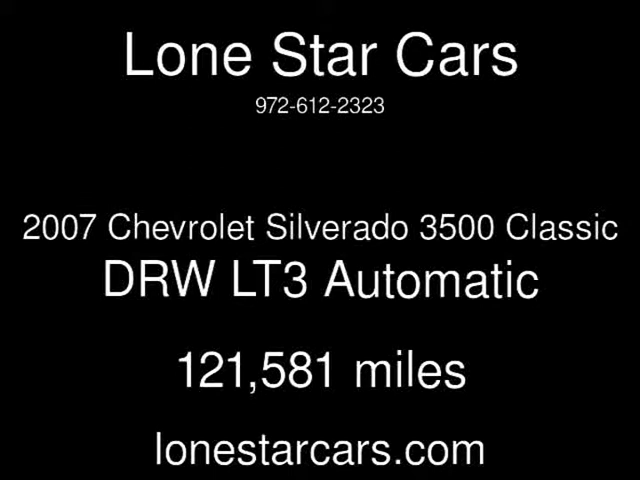 Lone Star Cars
972-612-2323
2007 Chevrolet Silverado 3500 Classic
DRW LT3 Automatic
121,581 miles
lonestarcars.com